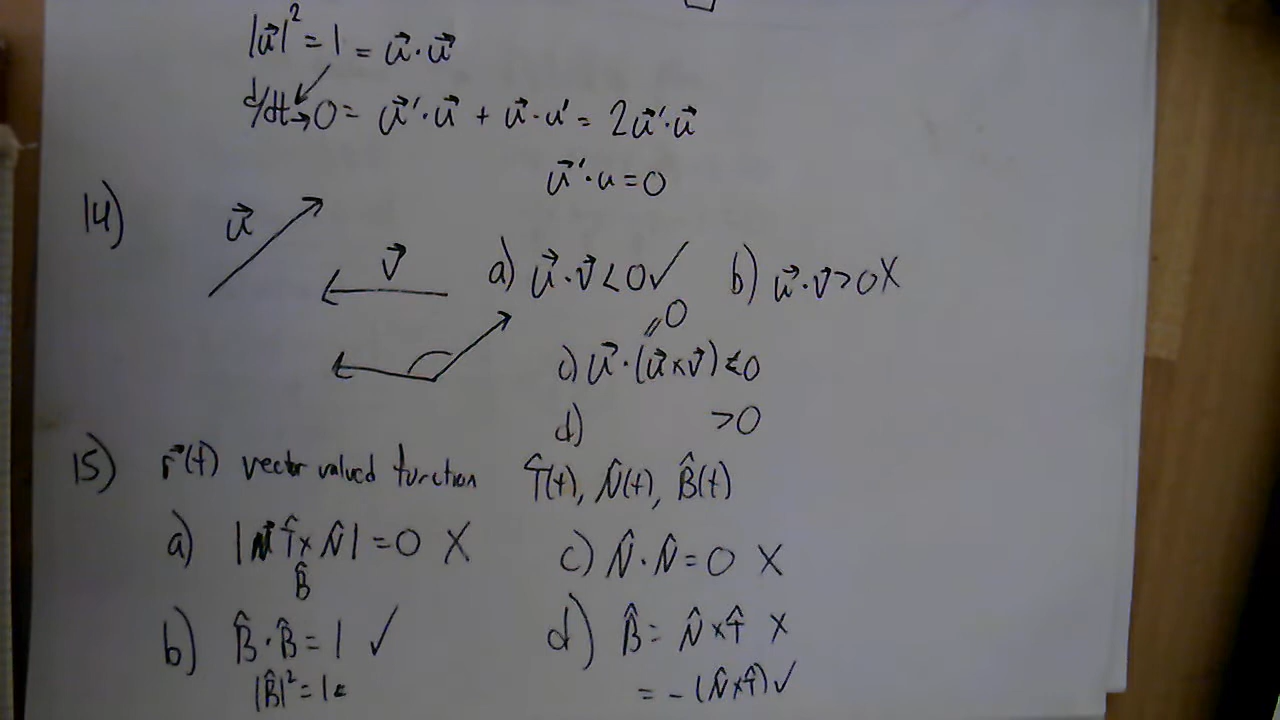 |u⃗|² = 1 = u⃗·u⃗
d/dt → 0 = u⃗'·u⃗ + u⃗·u' = 2u⃗'·u⃗
u⃗'·u = 0
14)
u⃗
v⃗
a) u⃗·v⃗ < 0 ✓ b) u⃗·v⃗ > 0 X
= 0
c) u⃗·(u⃗×v⃗) < 0
d) > 0
15) r⃗(t) vector valued function T̂(t), N̂(t), B̂(t)
a) |T̂×N̂| = 0 X c) N̂·N̂ = 0 X
B̂
b) B̂·B̂ = 1 ✓ d) B̂ = N̂×T̂ X
|B̂|² = 1 = -(N̂×T̂) ✓